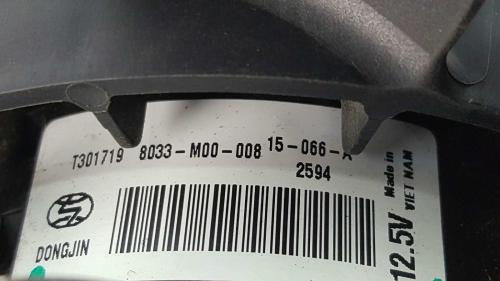 T301719 8033-M00-008 15-066-A
2594
DONGJIN
12.5V
Made in
VIET NAM